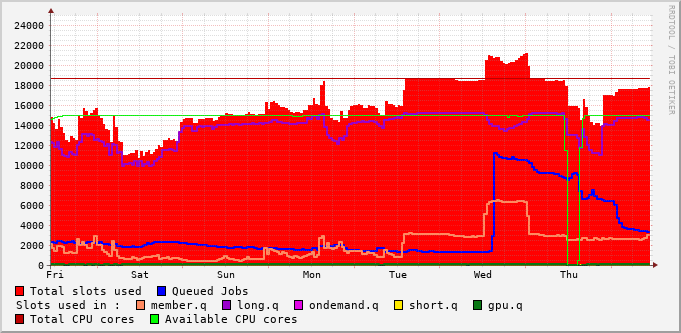 RRDTOOL / TOBI OETIKER
24000
22000
20000
18000
16000
14000
12000
10000
8000
6000
4000
2000
0
Fri Sat Sun Mon Tue Wed Thu
Total slots used Queued Jobs
Slots used in : member.q long.q ondemand.q short.q gpu.q
Total CPU cores Available CPU cores